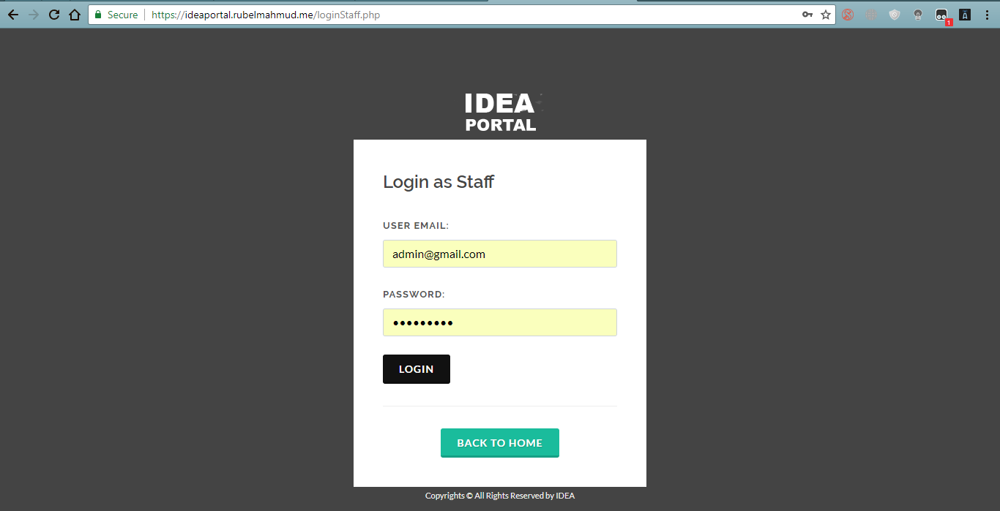 Secure
https://ideaportal.rubelmahmud.me/loginStaff.php
1
IDEA
PORTAL
Login as Staff
USER EMAIL:
admin@gmail.com
PASSWORD:
•••••••••
LOGIN
BACK TO HOME
Copyrights © All Rights Reserved by IDEA